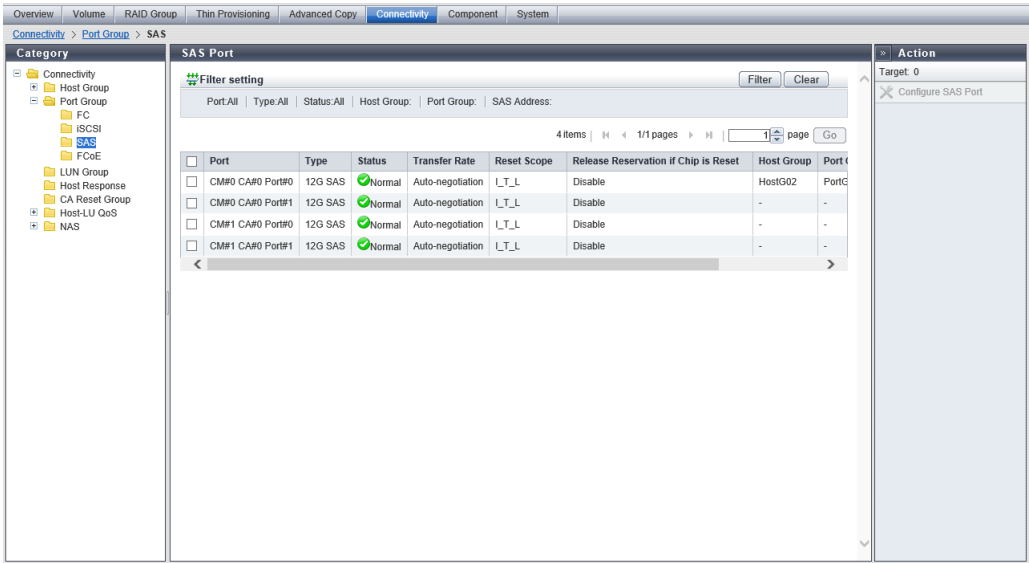 Overview Volume RAID Group Thin Provisioning Advanced Copy Connectivity Component System
Connectivity > Port Group > SAS
Category
Connectivity
Host Group
Port Group
FC
iSCSI
SAS
FCoE
LUN Group
Host Response
CA Reset Group
Host-LU QoS
NAS
SAS Port
Filter setting Filter Clear
Port:All | Type:All | Status:All | Host Group: | Port Group: | SAS Address:
4 items | 1/1 pages | 1 page Go
Port Type Status Transfer Rate Reset Scope Release Reservation if Chip is Reset Host Group Port G
CM#0 CA#0 Port#0 12G SAS Normal Auto-negotiation I_T_L Disable HostG02 PortG
CM#0 CA#0 Port#1 12G SAS Normal Auto-negotiation I_T_L Disable - -
CM#1 CA#0 Port#0 12G SAS Normal Auto-negotiation I_T_L Disable - -
CM#1 CA#0 Port#1 12G SAS Normal Auto-negotiation I_T_L Disable - -
» Action
Target: 0
Configure SAS Port